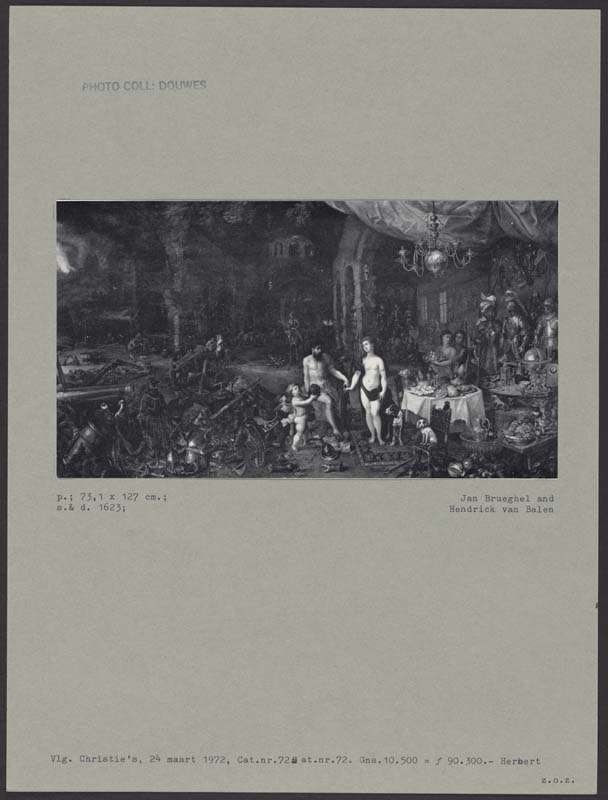 PHOTO COLL: DOUWES
p.; 73,1 x 127 cm.;
s.& d. 1623;
Jan Brueghel and
Hendrick van Balen
Vlg. Christie's, 24 maart 1972, Cat.nr.72 at.nr.72. Gns.10.500 = ƒ 90.300.- Herbert
z.o.z.